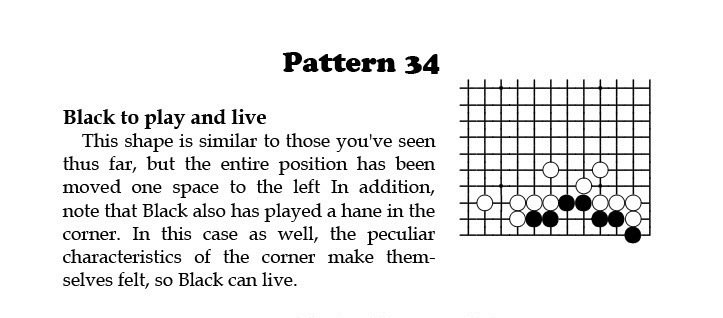 Pattern 34
Black to play and live
This shape is similar to those you've seen
thus far, but the entire position has been
moved one space to the left In addition,
note that Black also has played a hane in the
corner. In this case as well, the peculiar
characteristics of the corner make them-
selves felt, so Black can live.